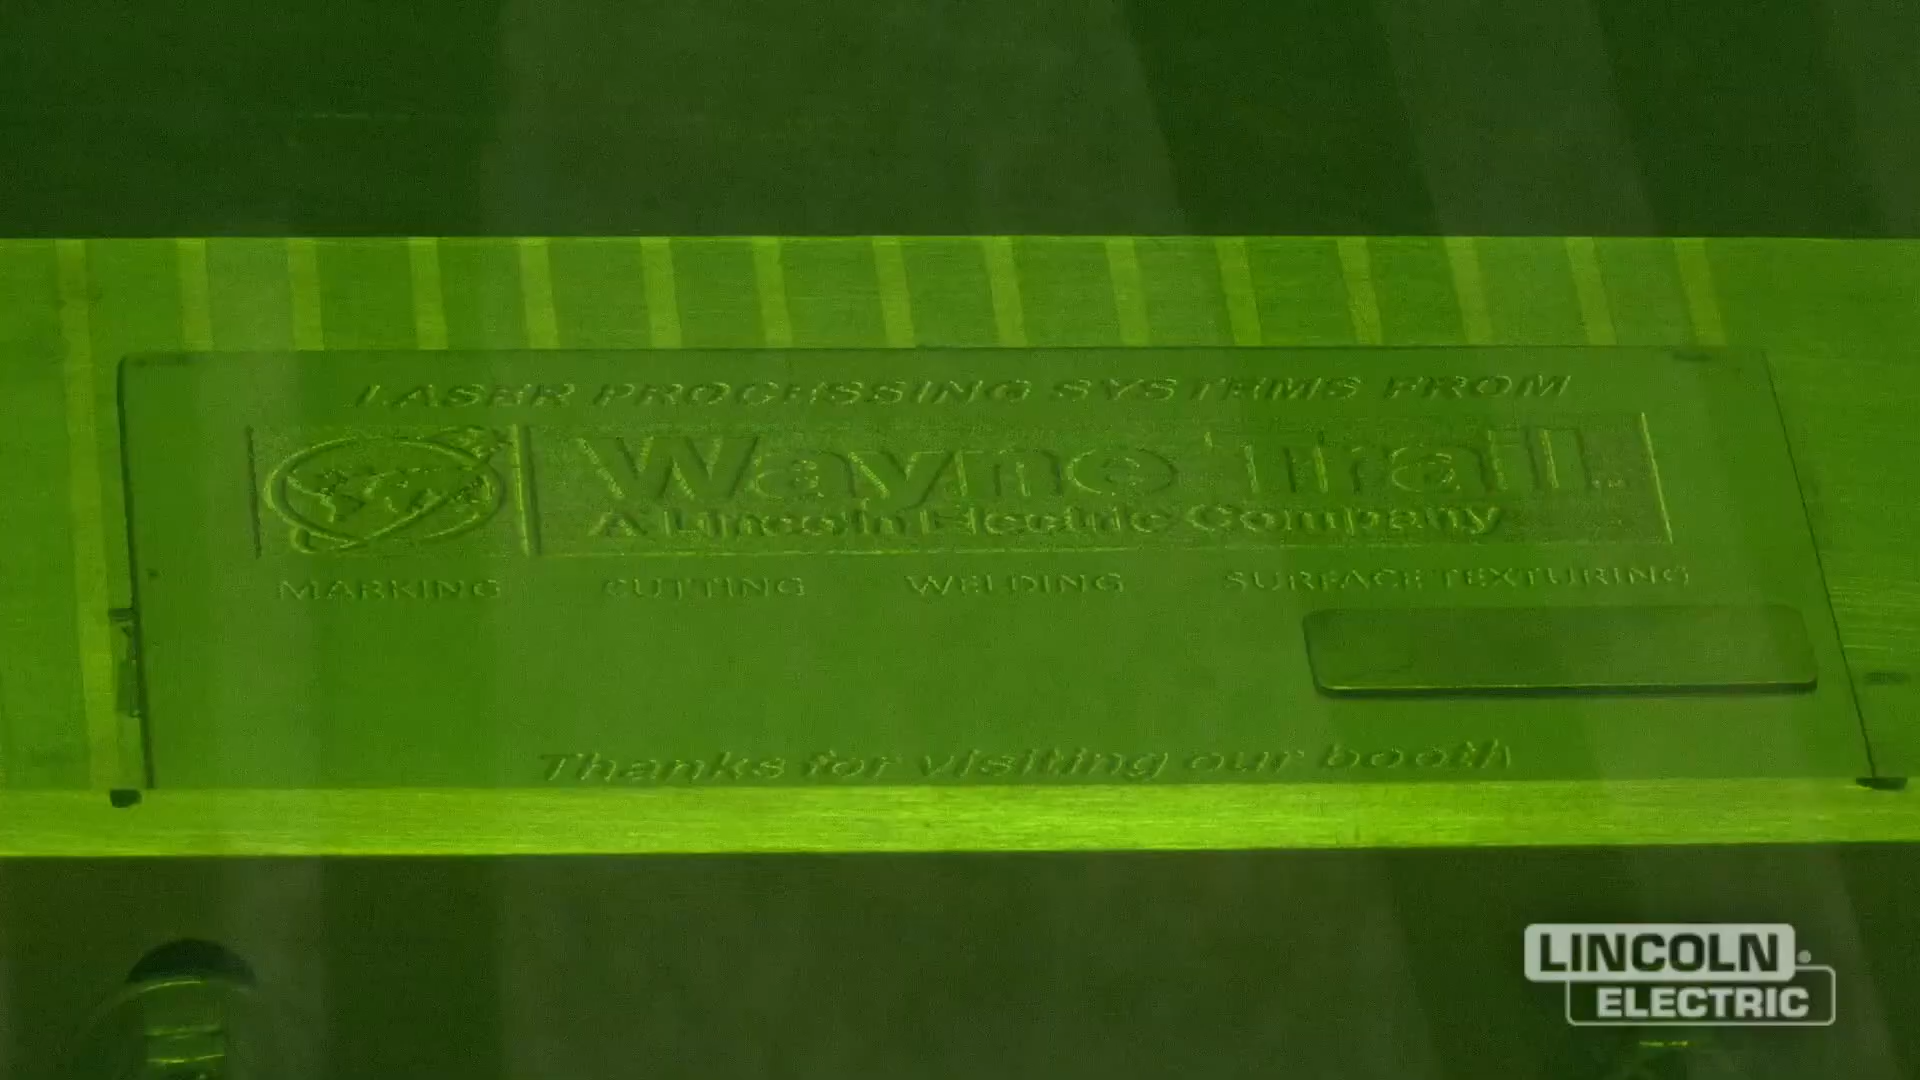 LASER PROCESSING SYSTEMS FROM
Wayne Trail™
A Lincoln Electric Company
MARKING CUTTING WELDING SURFACE TEXTURING
Thanks for visiting our booth
LINCOLN®
ELECTRIC